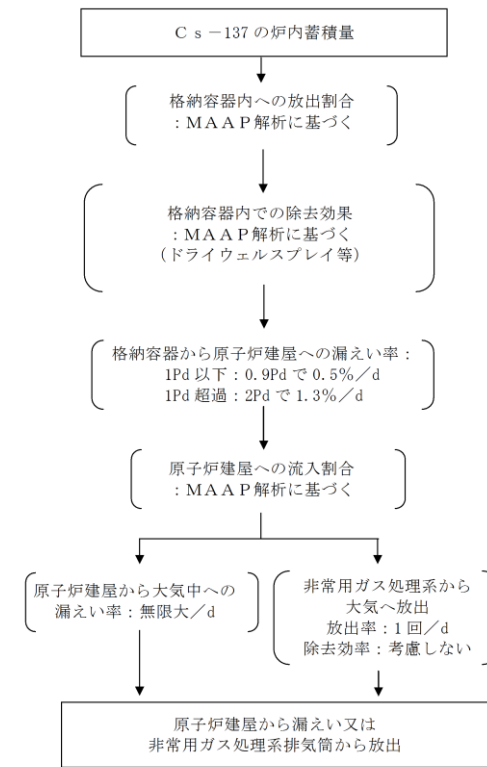 Ｃｓ－137の炉内蓄積量
格納容器内への放出割合
：ＭＡＡＰ解析に基づく
格納容器内での除去効果
：ＭＡＡＰ解析に基づく
（ドライウェルスプレイ等）
格納容器から原子炉建屋への漏えい率：
1Pd 以下：0.9Pd で 0.5％／d
1Pd 超過：2Pd で 1.3％／d
原子炉建屋への流入割合
：ＭＡＡＰ解析に基づく
原子炉建屋から大気中への
漏えい率：無限大／d
非常用ガス処理系から
大気へ放出
放出率：1 回／d
除去効率：考慮しない
原子炉建屋から漏えい又は
非常用ガス処理系排気筒から放出